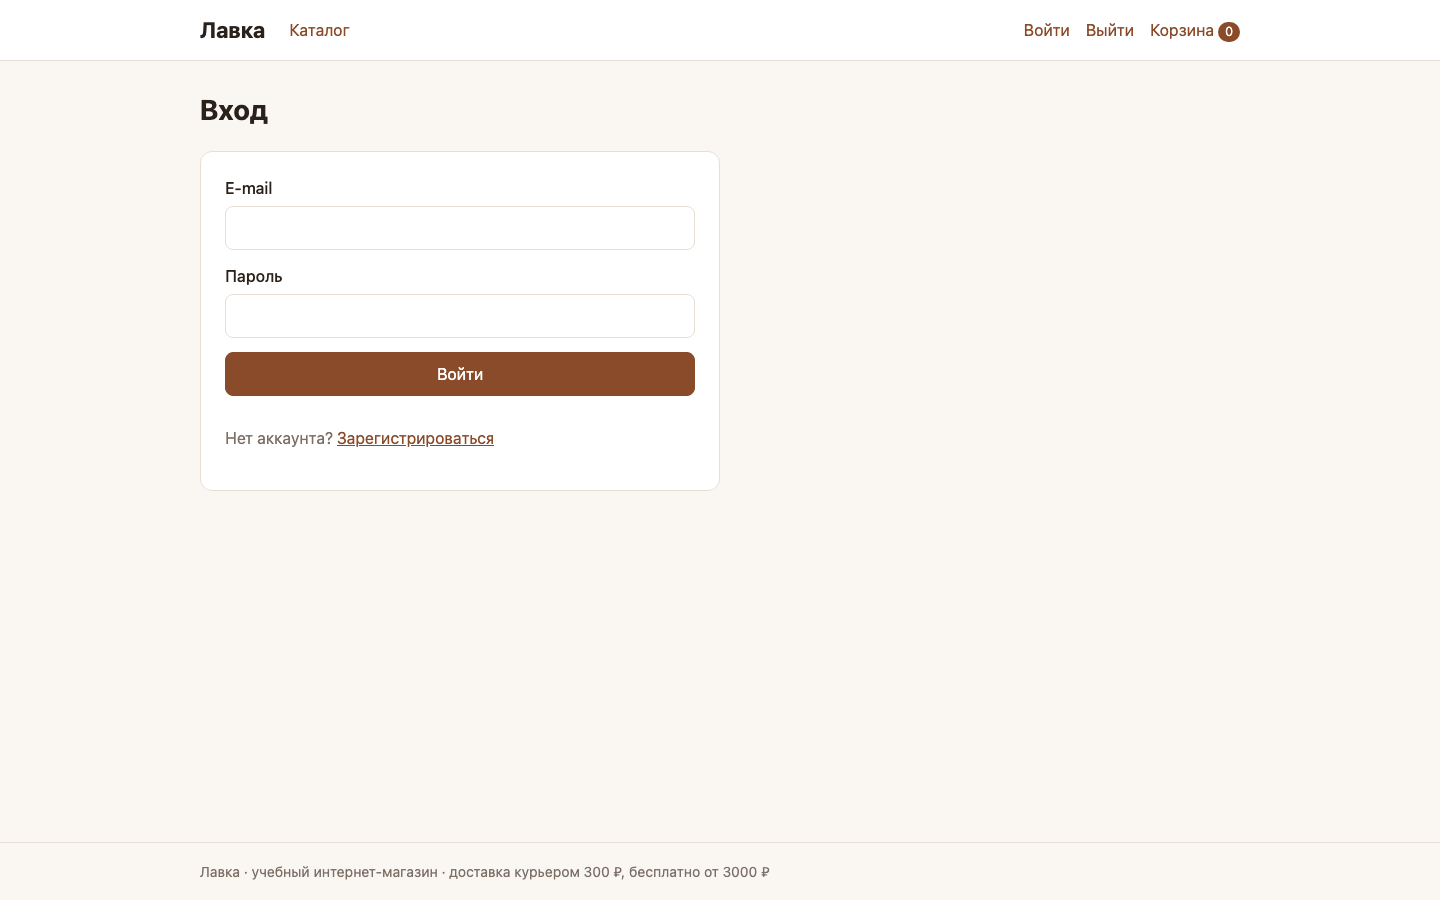 Лавка Каталог Войти Выйти Корзина 0
Вход
E-mail
Пароль
Войти
Нет аккаунта? Зарегистрироваться
Лавка · учебный интернет-магазин · доставка курьером 300 ₽, бесплатно от 3000 ₽